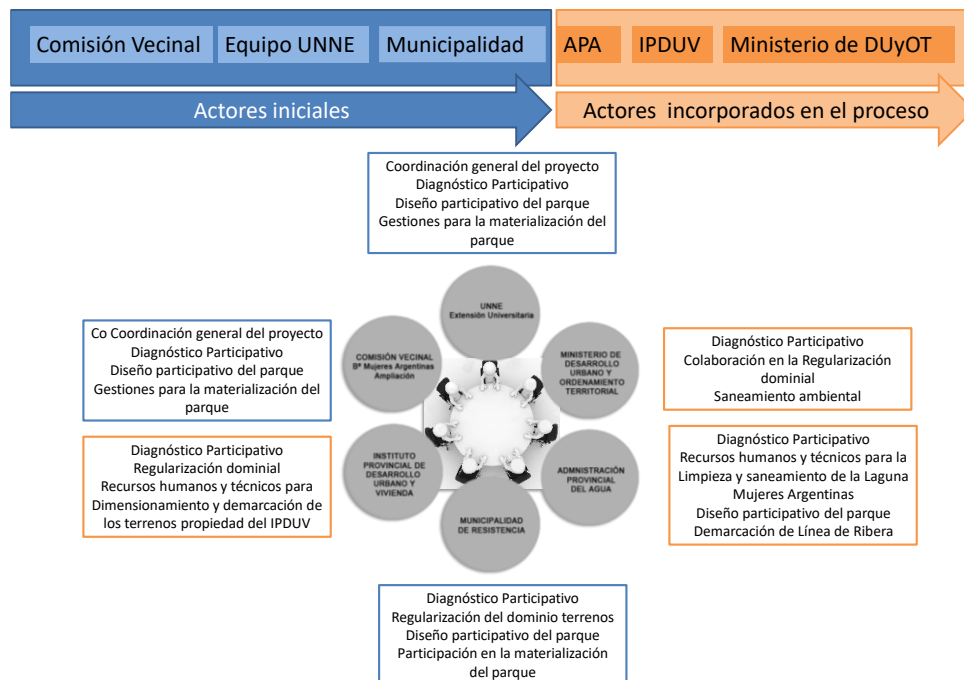 Comisión Vecinal
Equipo UNNE
Municipalidad
APA
IPDUV
Ministerio de DUyOT
Actores iniciales
Actores incorporados en el proceso
Coordinación general del proyecto
Diagnóstico Participativo
Diseño participativo del parque
Gestiones para la materialización del
parque
UNNE
Extensión Universitaria
Co Coordinación general del proyecto
Diagnóstico Participativo
Diseño participativo del parque
Gestiones para la materialización del
parque
COMISIÓN VECINAL
Bº Mujeres Argentinas
Ampliación
MINISTERIO DE
DESARROLLO
URBANO Y
ORDENAMIENTO
TERRITORIAL
Diagnóstico Participativo
Colaboración en la Regularización
dominial
Saneamiento ambiental
Diagnóstico Participativo
Regularización dominial
Recursos humanos y técnicos para
Dimensionamiento y demarcación de
los terrenos propiedad del IPDUV
INSTITUTO
PROVINCIAL DE
DESARROLLO
URBANO Y
VIVIENDA
ADMNISTRACIÓN
PROVINCIAL
DEL AGUA
Diagnóstico Participativo
Recursos humanos y técnicos para la
Limpieza y saneamiento de la Laguna
Mujeres Argentinas
Diseño participativo del parque
Demarcación de Línea de Ribera
MUNICIPALIDAD
DE RESISTENCIA
Diagnóstico Participativo
Regularización del dominio terrenos
Diseño participativo del parque
Participación en la materialización
del parque